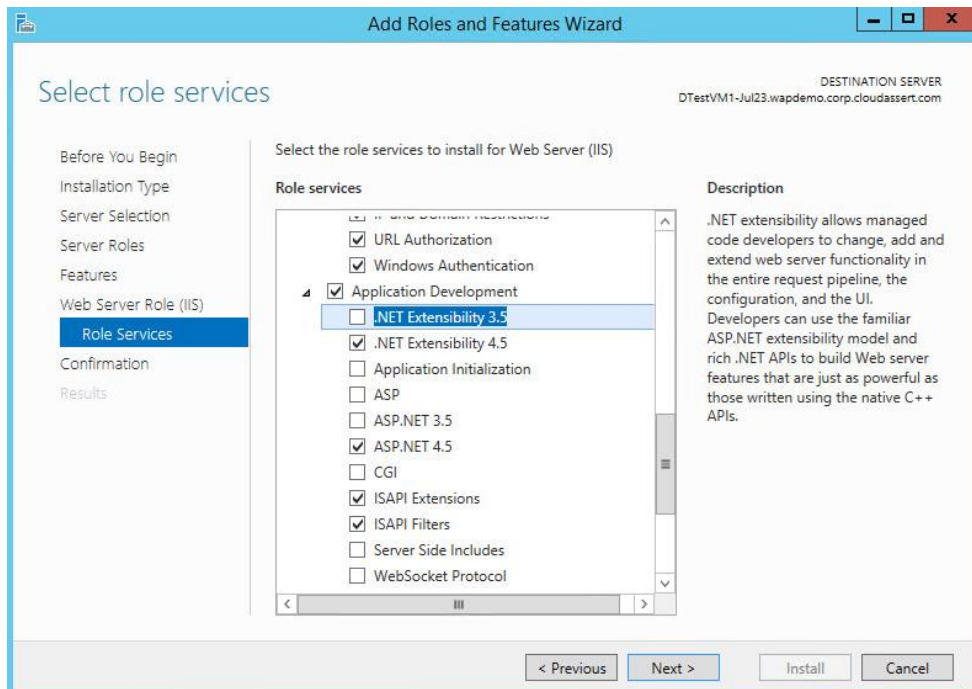 Add Roles and Features Wizard
Select role services
DESTINATION SERVER
DTestVM1-Jul23.wapdemo.corp.cloudassert.com
Before You Begin
Installation Type
Server Selection
Server Roles
Features
Web Server Role (IIS)
Role Services
Confirmation
Results
Select the role services to install for Web Server (IIS)
Role services
IP and Domain Restrictions
URL Authorization
Windows Authentication
Application Development
.NET Extensibility 3.5
.NET Extensibility 4.5
Application Initialization
ASP
ASP.NET 3.5
ASP.NET 4.5
CGI
ISAPI Extensions
ISAPI Filters
Server Side Includes
WebSocket Protocol
Description
.NET extensibility allows managed
code developers to change, add and
extend web server functionality in
the entire request pipeline, the
configuration, and the UI.
Developers can use the familiar
ASP.NET extensibility model and
rich .NET APIs to build Web server
features that are just as powerful as
those written using the native C++
APIs.
< Previous
Next >
Install
Cancel